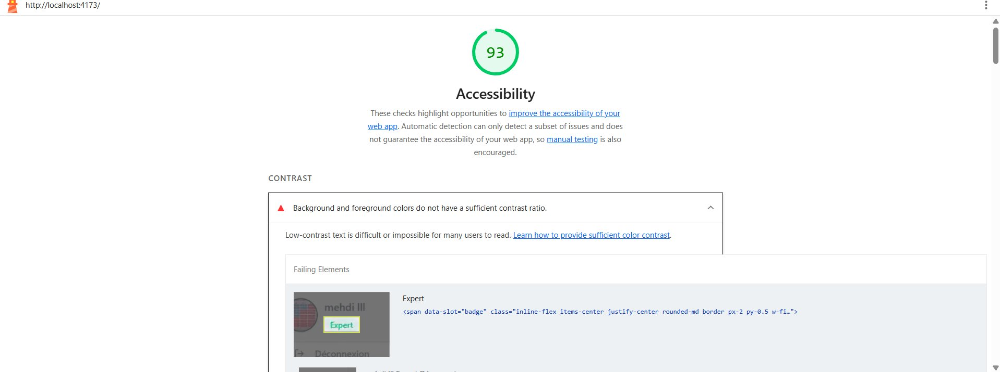 http://localhost:4173/
93
Accessibility
These checks highlight opportunities to improve the accessibility of your
web app. Automatic detection can only detect a subset of issues and does
not guarantee the accessibility of your web app, so manual testing is also
encouraged.
CONTRAST
Background and foreground colors do not have a sufficient contrast ratio.
Low-contrast text is difficult or impossible for many users to read. Learn how to provide sufficient color contrast.
Failing Elements
mehdi lll
Expert
Déconnexion
Expert
<span data-slot="badge" class="inline-flex items-center justify-center rounded-md border px-2 py-0.5 w-fi…">